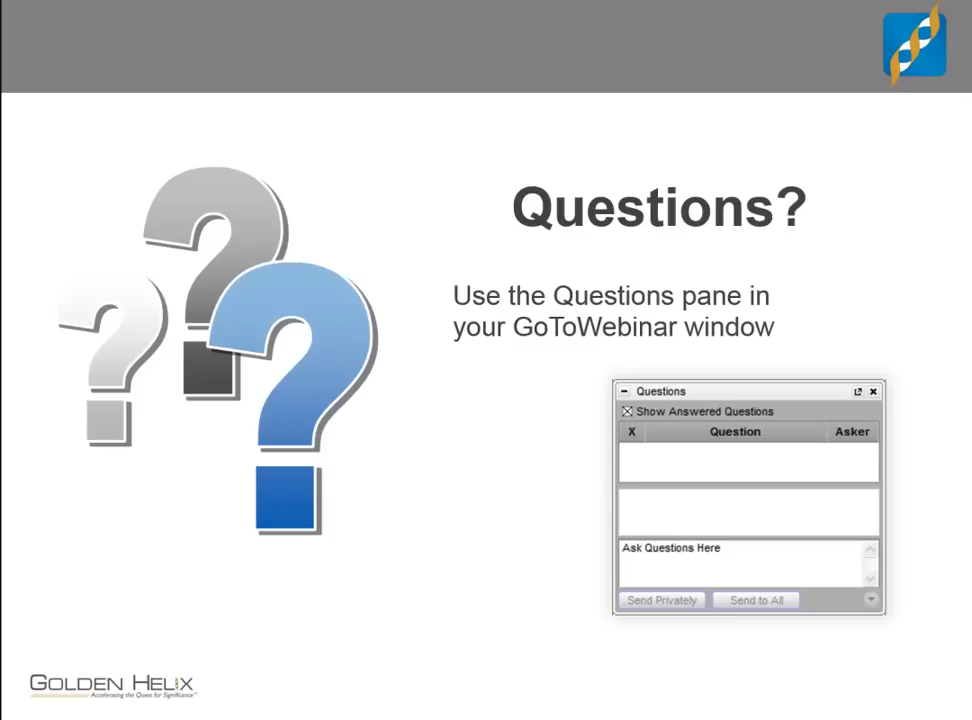 Questions?
Use the Questions pane in
your GoToWebinar window
Questions
Show Answered Questions
X Question Asker
Ask Questions Here
Send Privately Send to All
GOLDEN HELIX
Accelerating the Quest for Significance™